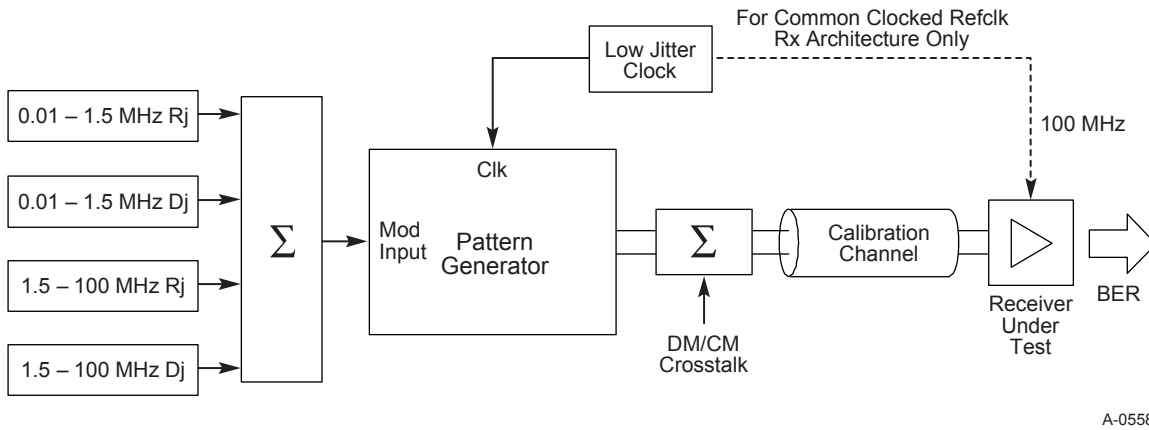 For Common Clocked Refclk
Rx Architecture Only
Low Jitter
Clock
100 MHz
0.01 – 1.5 MHz Rj
0.01 – 1.5 MHz Dj
1.5 – 100 MHz Rj
1.5 – 100 MHz Dj
Σ
Clk
Mod
Input
Pattern
Generator
Σ
DM/CM
Crosstalk
Calibration
Channel
Receiver
Under
Test
BER
A-0558